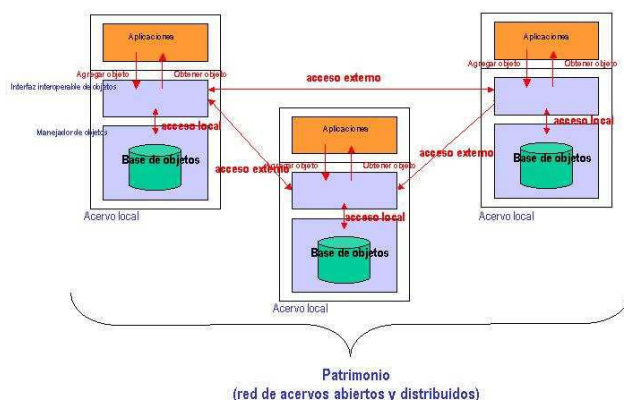 Aplicaciones
Agregar objeto
Obtener objeto
Interfaz interoperable de objetos
acceso local
Manejador de objetos
Base de objetos
Acervo local
acceso externo
Aplicaciones
Agregar objeto
Obtener objeto
acceso local
Base de objetos
Acervo local
acceso externo
acceso externo
Aplicaciones
Agregar objeto
Obtener objeto
acceso local
Base de objetos
Acervo local
Patrimonio
(red de acervos abiertos y distribuidos)